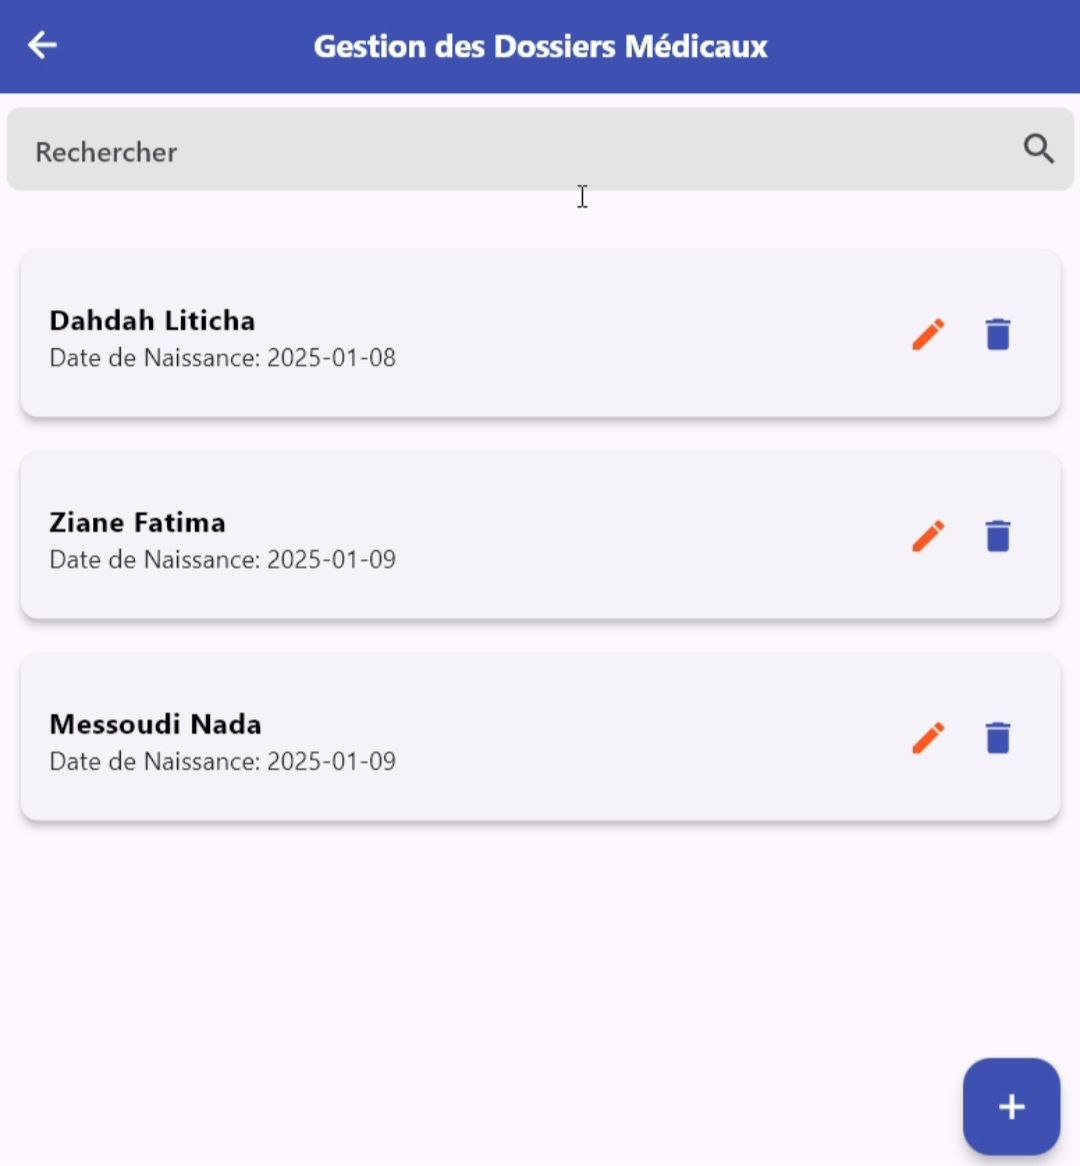 Gestion des Dossiers Médicaux
Rechercher
Dahdah Liticha
Date de Naissance: 2025-01-08
Ziane Fatima
Date de Naissance: 2025-01-09
Messoudi Nada
Date de Naissance: 2025-01-09